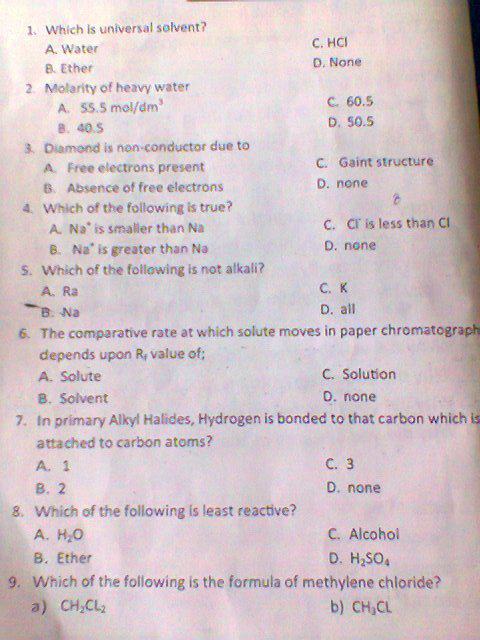 1. Which is universal solvent?
A. Water C. HCl
B. Ether D. None
2. Molarity of heavy water
A. 55.5 mol/dm³ C. 60.5
B. 40.5 D. 50.5
3. Diamond is non-conductor due to
A. Free electrons present C. Gaint structure
B. Absence of free electrons D. none
4. Which of the following is true?
A. Na⁺ is smaller than Na C. Cl⁻ is less than Cl
B. Na⁺ is greater than Na D. none
5. Which of the following is not alkali?
A. Ra C. K
B. Na D. all
6. The comparative rate at which solute moves in paper chromatograph
depends upon Rf value of;
A. Solute C. Solution
B. Solvent D. none
7. In primary Alkyl Halides, Hydrogen is bonded to that carbon which is
attached to carbon atoms?
A. 1 C. 3
B. 2 D. none
8. Which of the following is least reactive?
A. H₂O C. Alcohol
B. Ether D. H₂SO₄
9. Which of the following is the formula of methylene chloride?
a) CH₂CL₂ b) CH₃CL